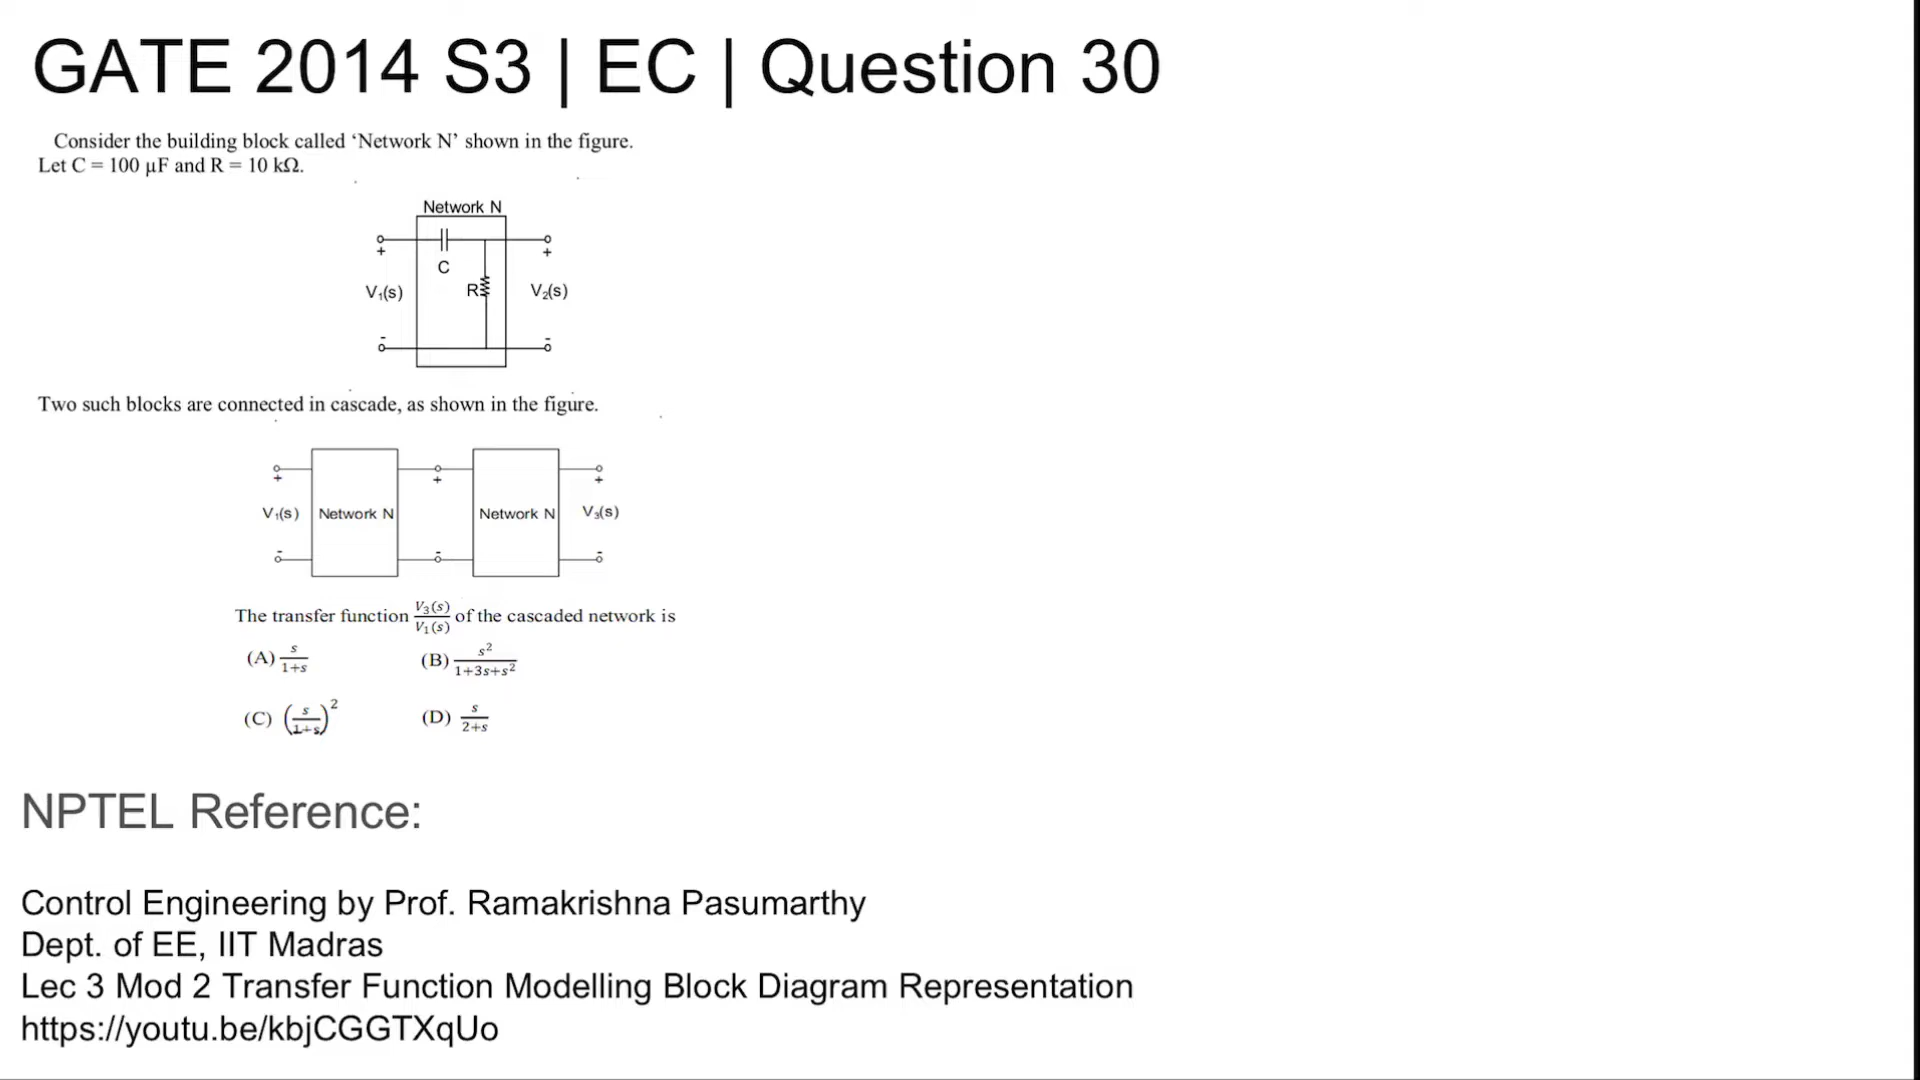 GATE 2014 S3 | EC | Question 30
Consider the building block called ‘Network N’ shown in the figure.
Let C = 100 μF and R = 10 kΩ.
Network N
+ +
C
V₁(s) R V₂(s)
- -
Two such blocks are connected in cascade, as shown in the figure.
+ + +
V₁(s) Network N Network N V₃(s)
- - -
The transfer function V₃(s)/V₁(s) of the cascaded network is
(A) s/(1+s) (B) s²/(1+3s+s²)
(C) (s/(1+s))² (D) s/(2+s)
NPTEL Reference:
Control Engineering by Prof. Ramakrishna Pasumarthy
Dept. of EE, IIT Madras
Lec 3 Mod 2 Transfer Function Modelling Block Diagram Representation
https://youtu.be/kbjCGGTXqUo